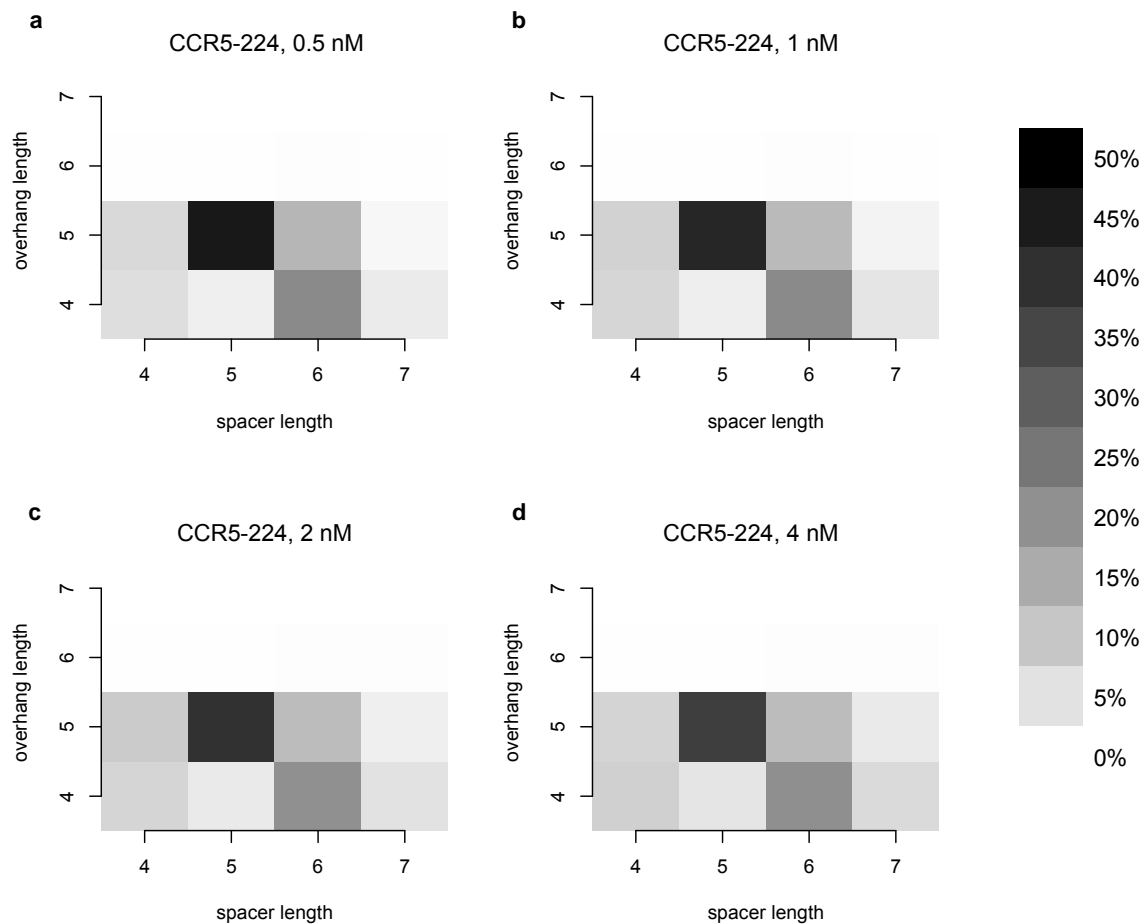 a
CCR5-224, 0.5 nM
overhang length
7
6
5
4
4 5 6 7
spacer length
b
CCR5-224, 1 nM
overhang length
7
6
5
4
4 5 6 7
spacer length
c
CCR5-224, 2 nM
overhang length
7
6
5
4
4 5 6 7
spacer length
d
CCR5-224, 4 nM
overhang length
7
6
5
4
4 5 6 7
spacer length
50%
45%
40%
35%
30%
25%
20%
15%
10%
5%
0%